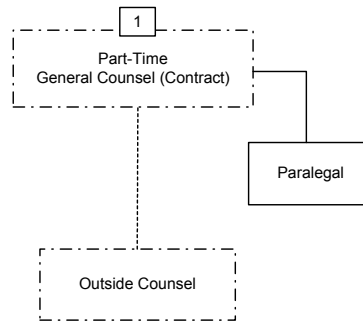 1
Part-Time
General Counsel (Contract)
Paralegal
Outside Counsel